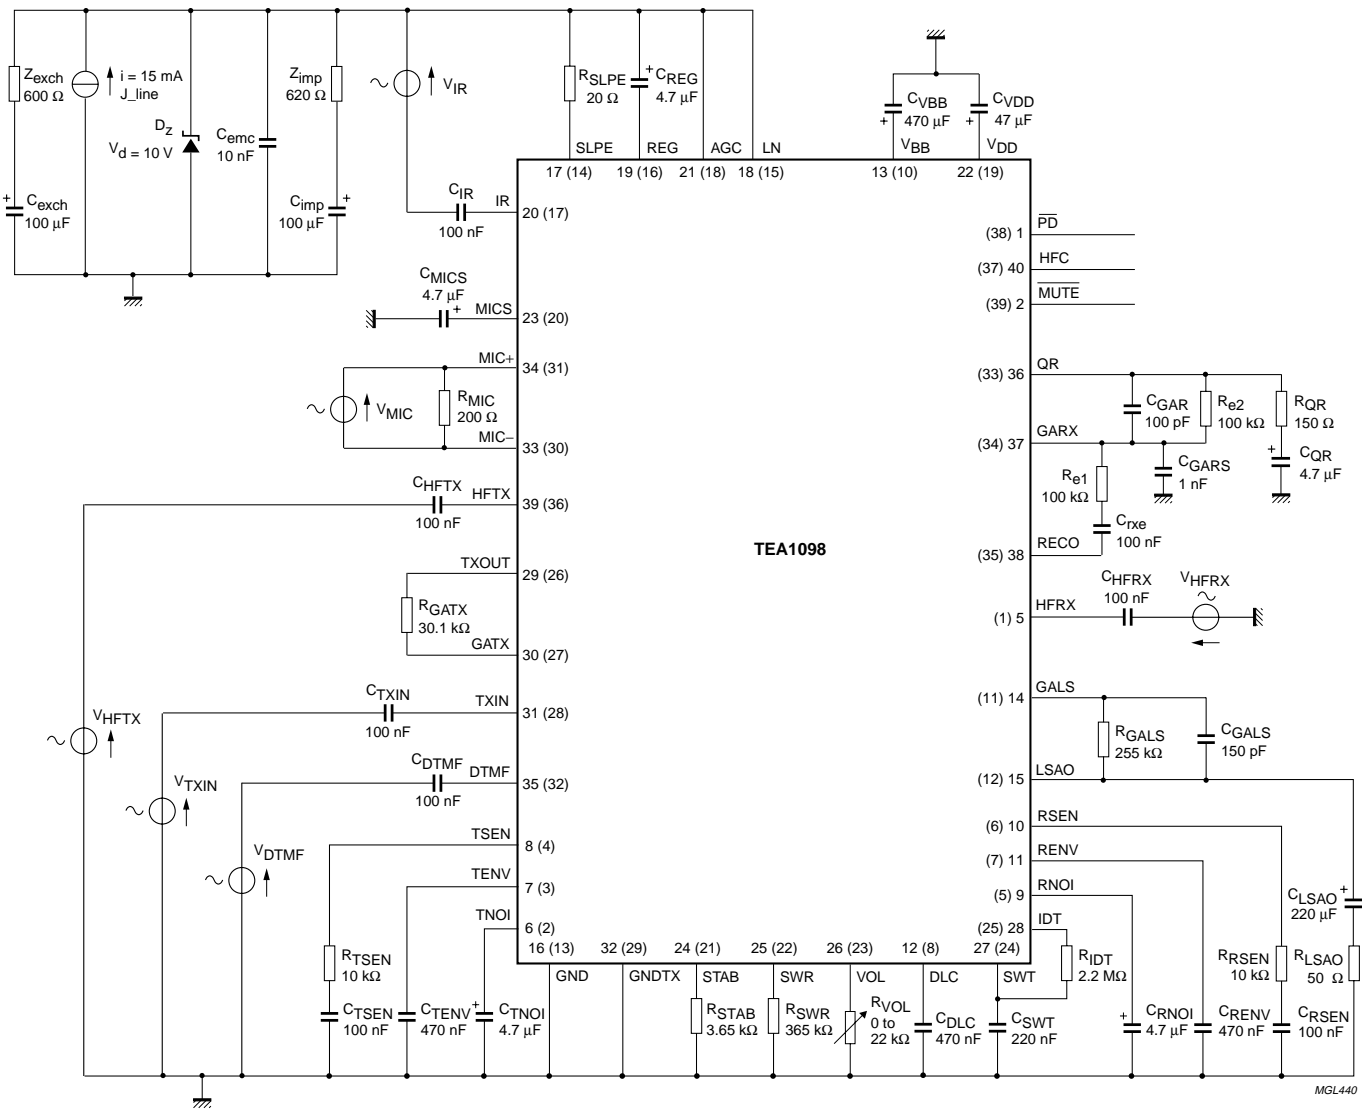 Zexch
600 Ω
i = 15 mA
J_line
Dz
Vd = 10 V
Cemc
10 nF
Zimp
620 Ω
Cexch
100 μF
Cimp
100 μF
VIR
CIR
100 nF
IR
20 (17)
RSLPE
20 Ω
CREG
4.7 μF
SLPE
REG
AGC
LN
17 (14)
19 (16)
21 (18)
18 (15)
CVBB
470 μF
CVDD
47 μF
VBB
VDD
13 (10)
22 (19)
CMICS
4.7 μF
MICS
23 (20)
MIC+
34 (31)
VMIC
RMIC
200 Ω
MIC−
33 (30)
CHFTX
100 nF
HFTX
39 (36)
TXOUT
29 (26)
RGATX
30.1 kΩ
GATX
30 (27)
CTXIN
100 nF
TXIN
31 (28)
VHFTX
CDTMF
100 nF
DTMF
35 (32)
VTXIN
VDTMF
TSEN
8 (4)
TENV
7 (3)
TNOI
6 (2)
RTSEN
10 kΩ
CTSEN
100 nF
CTENV
470 nF
CTNOI
4.7 μF
TEA1098
(38) 1
PD
(37) 40
HFC
(39) 2
MUTE
(33) 36
QR
(34) 37
GARX
CGAR
100 pF
Re2
100 kΩ
RQR
150 Ω
CGARS
1 nF
CQR
4.7 μF
Re1
100 kΩ
Crxe
100 nF
(35) 38
RECO
CHFRX
100 nF
VHFRX
(1) 5
HFRX
(11) 14
GALS
RGALS
255 kΩ
CGALS
150 pF
(12) 15
LSAO
(6) 10
RSEN
(7) 11
RENV
(5) 9
RNOI
(25) 28
IDT
CLSAO
220 μF
16 (13)
32 (29)
24 (21)
25 (22)
26 (23)
12 (8)
27 (24)
GND
GNDTX
STAB
SWR
VOL
DLC
SWT
RIDT
2.2 MΩ
RRSEN
10 kΩ
RLSAO
50 Ω
RSTAB
3.65 kΩ
RSWR
365 kΩ
RVOL
0 to
22 kΩ
CDLC
470 nF
CSWT
220 nF
CRNOI
4.7 μF
CRENV
470 nF
CRSEN
100 nF
MGL440